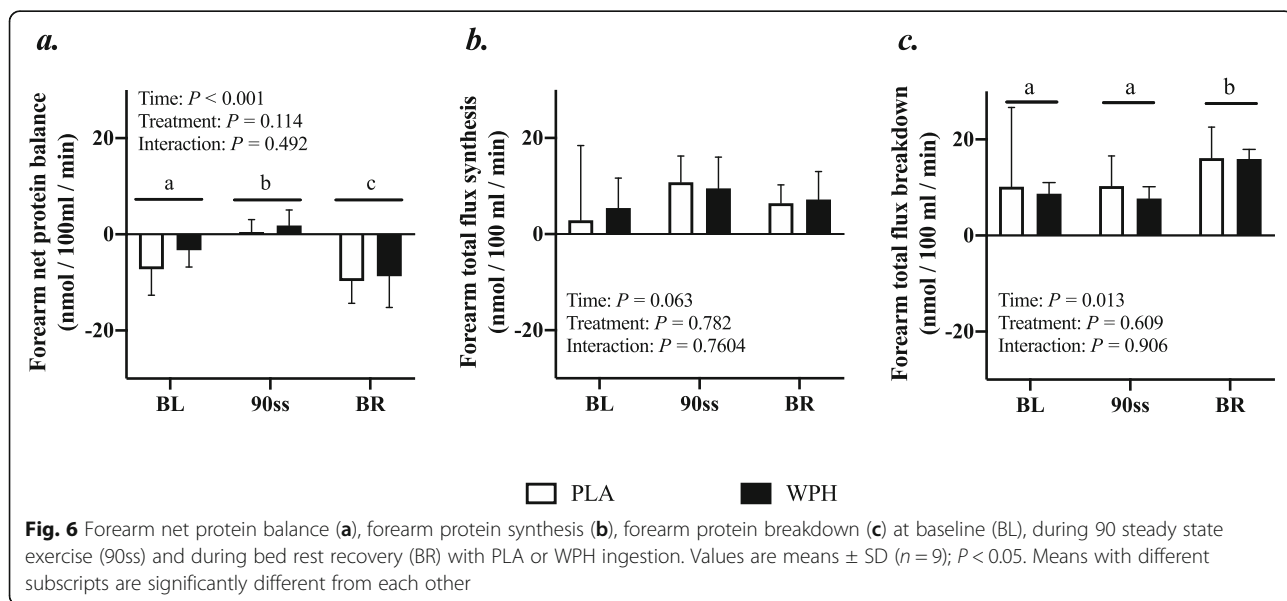 a.
Forearm net protein balance
(nmol / 100ml / min)
Time: P < 0.001
Treatment: P = 0.114
Interaction: P = 0.492
a
b
c
20
0
-20
BL
90ss
BR
b.
Forearm total flux synthesis
(nmol / 100 ml / min)
20
0
-20
Time: P = 0.063
Treatment: P = 0.782
Interaction: P = 0.7604
BL
90ss
BR
c.
Forearm total flux breakdown
(nmol / 100 ml / min)
a
a
b
20
0
-20
Time: P = 0.013
Treatment: P = 0.609
Interaction: P = 0.906
BL
90ss
BR
PLA
WPH
Fig. 6 Forearm net protein balance (a), forearm protein synthesis (b), forearm protein breakdown (c) at baseline (BL), during 90 steady state
exercise (90ss) and during bed rest recovery (BR) with PLA or WPH ingestion. Values are means ± SD (n = 9); P < 0.05. Means with different
subscripts are significantly different from each other